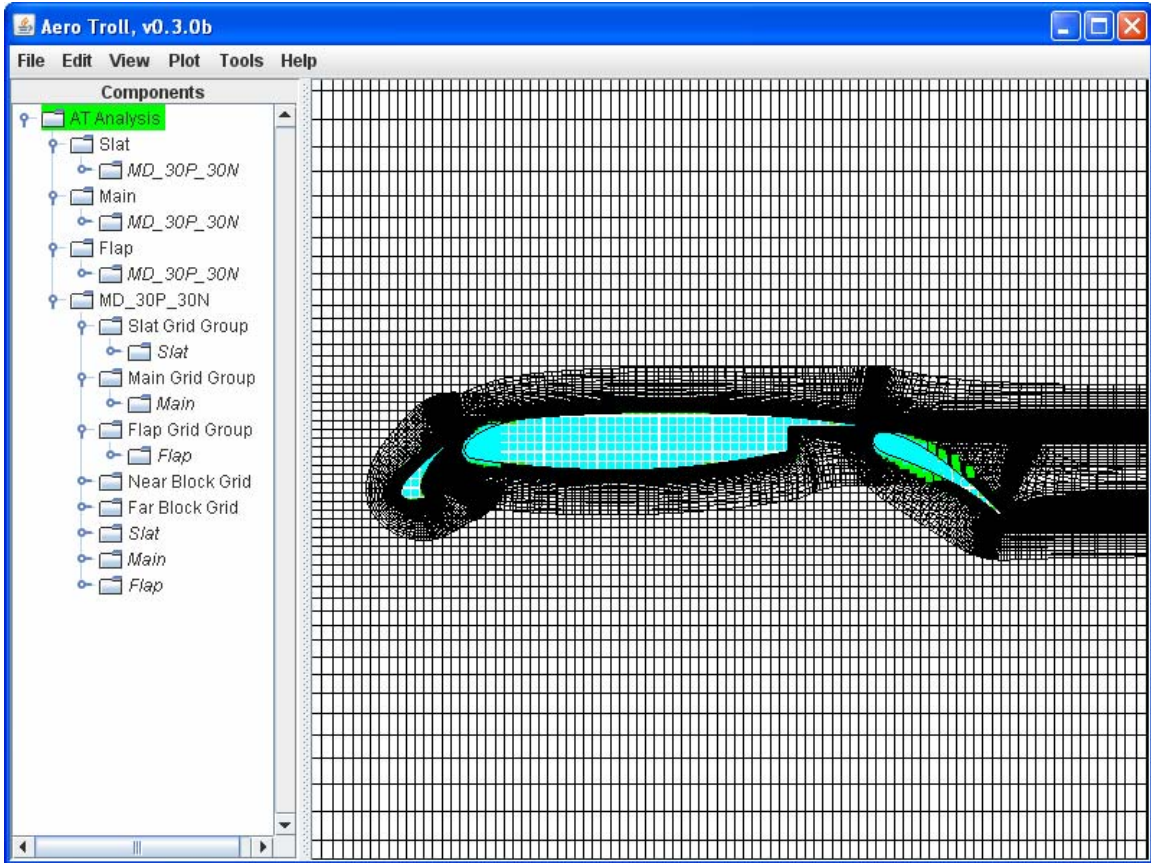 Aero Troll, v0.3.0b
File Edit View Plot Tools Help
Components
AT Analysis
Slat
MD_30P_30N
Main
MD_30P_30N
Flap
MD_30P_30N
MD_30P_30N
Slat Grid Group
Slat
Main Grid Group
Main
Flap Grid Group
Flap
Near Block Grid
Far Block Grid
Slat
Main
Flap